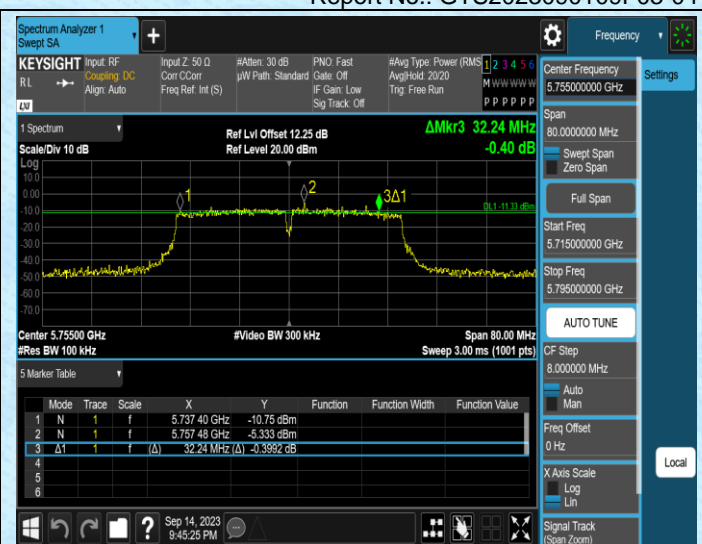 Spectrum Analyzer 1
Swept SA
+
Frequency
KEYSIGHT Input: RF Input Z: 50 Ω #Atten: 30 dB PNO: Fast #Avg Type: Power (RMS 1 2 3 4 5 6
RL Coupling: DC Corr CCorr µW Path: Standard Gate: Off Avg|Hold: 20/20 M W W W W W
Align: Auto Freq Ref: Int (S) IF Gain: Low Trig: Free Run
LXI Sig Track: Off P P P P P P
1 Spectrum
Scale/Div 10 dB
Ref Lvl Offset 12.25 dB
Ref Level 20.00 dBm
ΔMkr3 32.24 MHz
-0.40 dB
Log
10.0
0.00
-10.0
-20.0
-30.0
-40.0
-50.0
-60.0
-70.0
1
2
3Δ1
DL1 -11.33 dBm
Center 5.75500 GHz #Video BW 300 kHz Span 80.00 MHz
#Res BW 100 kHz Sweep 3.00 ms (1001 pts)
5 Marker Table
Mode Trace Scale X Y Function Function Width Function Value
1 N 1 f 5.737 40 GHz -10.75 dBm
2 N 1 f 5.757 48 GHz -5.333 dBm
3 Δ1 1 f (Δ) 32.24 MHz (Δ) -0.3992 dB
4
5
6
Sep 14, 2023
9:45:25 PM
?
Center Frequency
5.755000000 GHz
Settings
Span
80.0000000 MHz
Swept Span
Zero Span
Full Span
Start Freq
5.715000000 GHz
Stop Freq
5.795000000 GHz
AUTO TUNE
CF Step
8.000000 MHz
Auto
Man
Freq Offset
0 Hz
X Axis Scale
Log
Lin
Local
Signal Track
(Span Zoom)